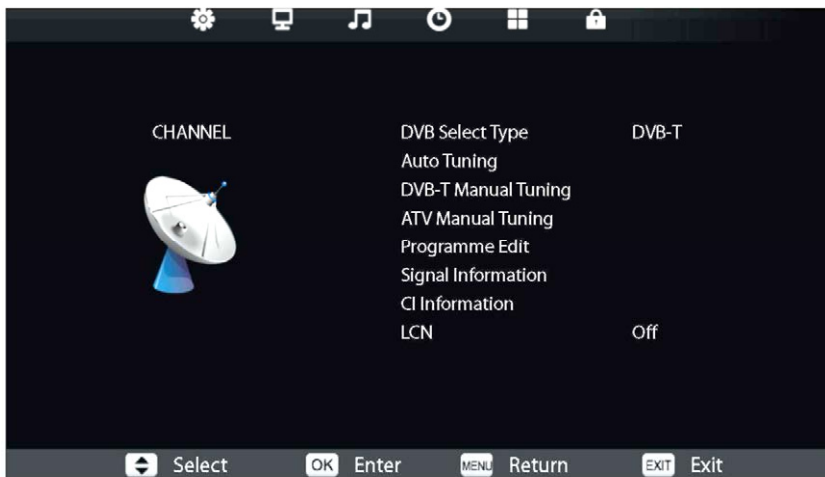 CHANNEL
DVB Select Type DVB-T
Auto Tuning
DVB-T Manual Tuning
ATV Manual Tuning
Programme Edit
Signal Information
CI Information
LCN Off
Select OK Enter MENU Return EXIT Exit